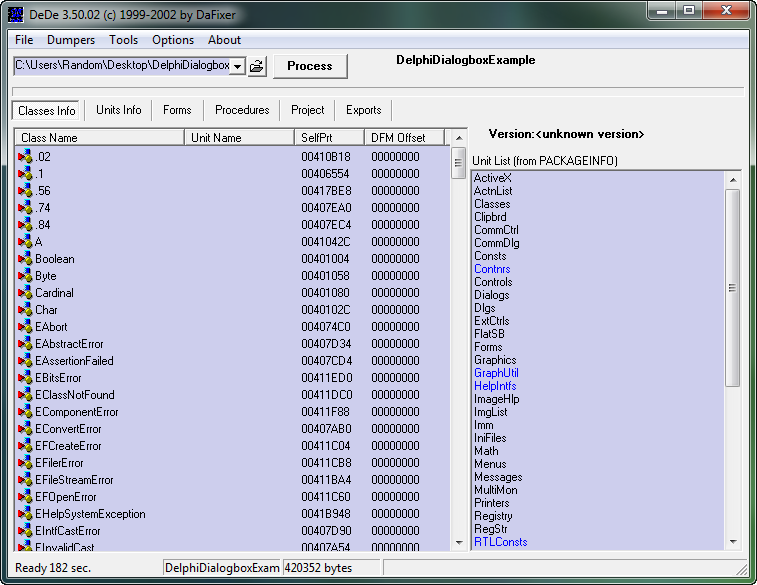 DeDe 3.50.02 (c) 1999-2002 by DaFixer
File Dumpers Tools Options About
C:\Users\Random\Desktop\DelphiDialogbox Process DelphiDialogboxExample
Classes Info Units Info Forms Procedures Project Exports
Version:<unknown version>
Unit List (from PACKAGEINFO)
Class Name Unit Name SelfPrt DFM Offset
.02 00410B18 00000000
.1 00406554 00000000
.56 00417BE8 00000000
.74 00407EA0 00000000
.84 00407EC4 00000000
A 0041042C 00000000
Boolean 00401004 00000000
Byte 00401058 00000000
Cardinal 00401080 00000000
Char 0040102C 00000000
EAbort 004074C0 00000000
EAbstractError 00407D34 00000000
EAssertionFailed 00407CD4 00000000
EBitsError 00411ED0 00000000
EClassNotFound 00411DC0 00000000
EComponentError 00411F88 00000000
EConvertError 00407AB0 00000000
EFCreateError 00411C04 00000000
EFilerError 00411CB8 00000000
EFileStreamError 00411BA4 00000000
EFOpenError 00411C60 00000000
EHelpSystemException 0041B948 00000000
EIntfCastError 00407D90 00000000
EInvalidCast 00407A54 00000000
ActiveX
ActnList
Classes
Clipbrd
CommCtrl
CommDlg
Consts
Contnrs
Controls
Dialogs
Dlgs
ExtCtrls
FlatSB
Forms
Graphics
GraphUtil
HelpIntfs
ImageHlp
ImgList
Imm
IniFiles
Math
Menus
Messages
MultiMon
Printers
Registry
RegStr
RTLConsts
Ready 182 sec. DelphiDialogboxExam 420352 bytes